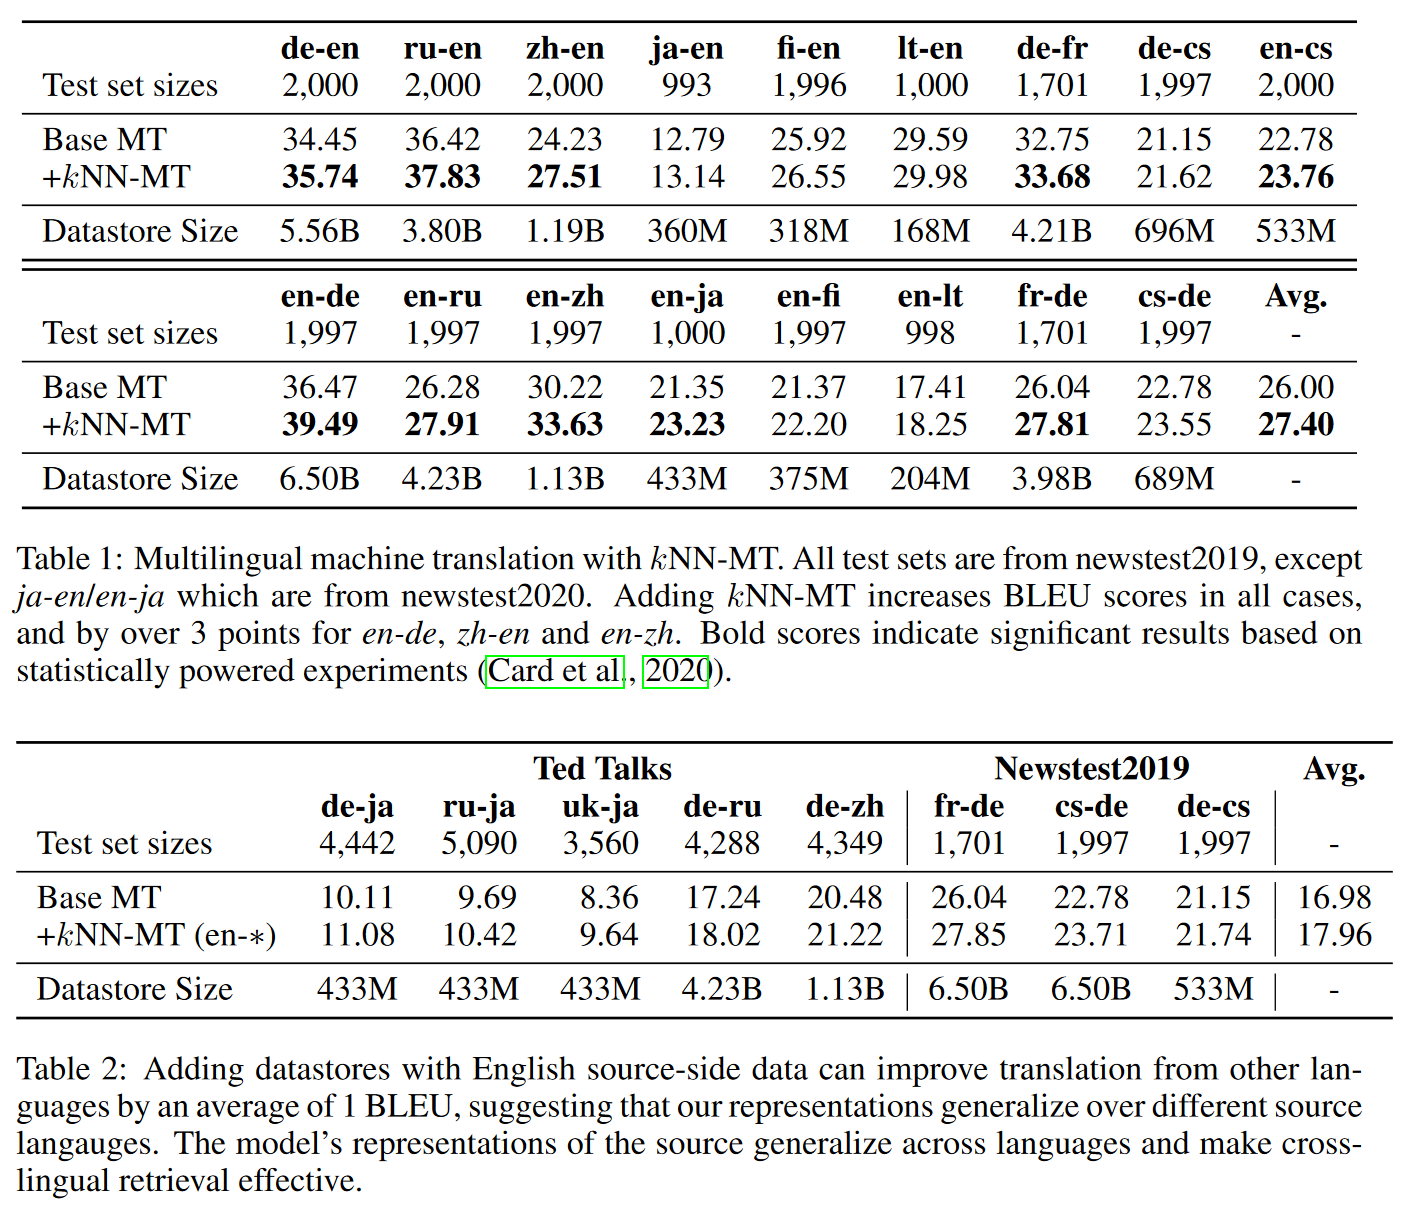 de-en ru-en zh-en ja-en fi-en lt-en de-fr de-cs en-cs
Test set sizes 2,000 2,000 2,000 993 1,996 1,000 1,701 1,997 2,000
Base MT 34.45 36.42 24.23 12.79 25.92 29.59 32.75 21.15 22.78
+kNN-MT 35.74 37.83 27.51 13.14 26.55 29.98 33.68 21.62 23.76
Datastore Size 5.56B 3.80B 1.19B 360M 318M 168M 4.21B 696M 533M
en-de en-ru en-zh en-ja en-fi en-lt fr-de cs-de Avg.
Test set sizes 1,997 1,997 1,997 1,000 1,997 998 1,701 1,997 -
Base MT 36.47 26.28 30.22 21.35 21.37 17.41 26.04 22.78 26.00
+kNN-MT 39.49 27.91 33.63 23.23 22.20 18.25 27.81 23.55 27.40
Datastore Size 6.50B 4.23B 1.13B 433M 375M 204M 3.98B 689M -
Table 1: Multilingual machine translation with kNN-MT. All test sets are from newstest2019, except
ja-en/en-ja which are from newstest2020. Adding kNN-MT increases BLEU scores in all cases,
and by over 3 points for en-de, zh-en and en-zh. Bold scores indicate significant results based on
statistically powered experiments (Card et al., 2020).
Ted Talks Newstest2019 Avg.
de-ja ru-ja uk-ja de-ru de-zh fr-de cs-de de-cs
Test set sizes 4,442 5,090 3,560 4,288 4,349 1,701 1,997 1,997 -
Base MT 10.11 9.69 8.36 17.24 20.48 26.04 22.78 21.15 16.98
+kNN-MT (en-∗) 11.08 10.42 9.64 18.02 21.22 27.85 23.71 21.74 17.96
Datastore Size 433M 433M 433M 4.23B 1.13B 6.50B 6.50B 533M -
Table 2: Adding datastores with English source-side data can improve translation from other lan-
guages by an average of 1 BLEU, suggesting that our representations generalize over different source
langauges. The model's representations of the source generalize across languages and make cross-
lingual retrieval effective.